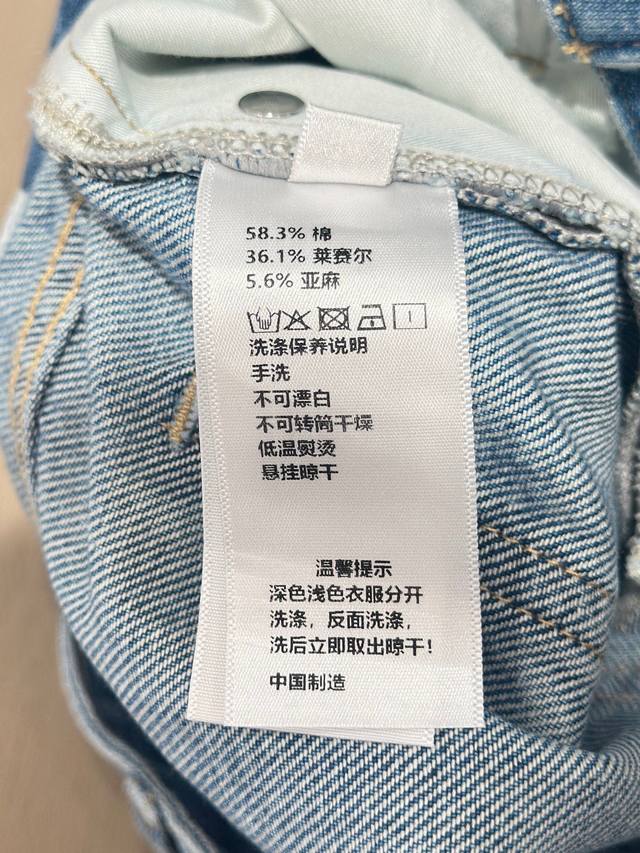 58.3% 棉
36.1% 莱赛尔
5.6% 亚麻
洗涤保养说明
手洗
不可漂白
不可转筒干燥
低温熨烫
悬挂晾干
温馨提示
深色浅色衣服分开
洗涤，反面洗涤，
洗后立即取出晾干！
中国制造